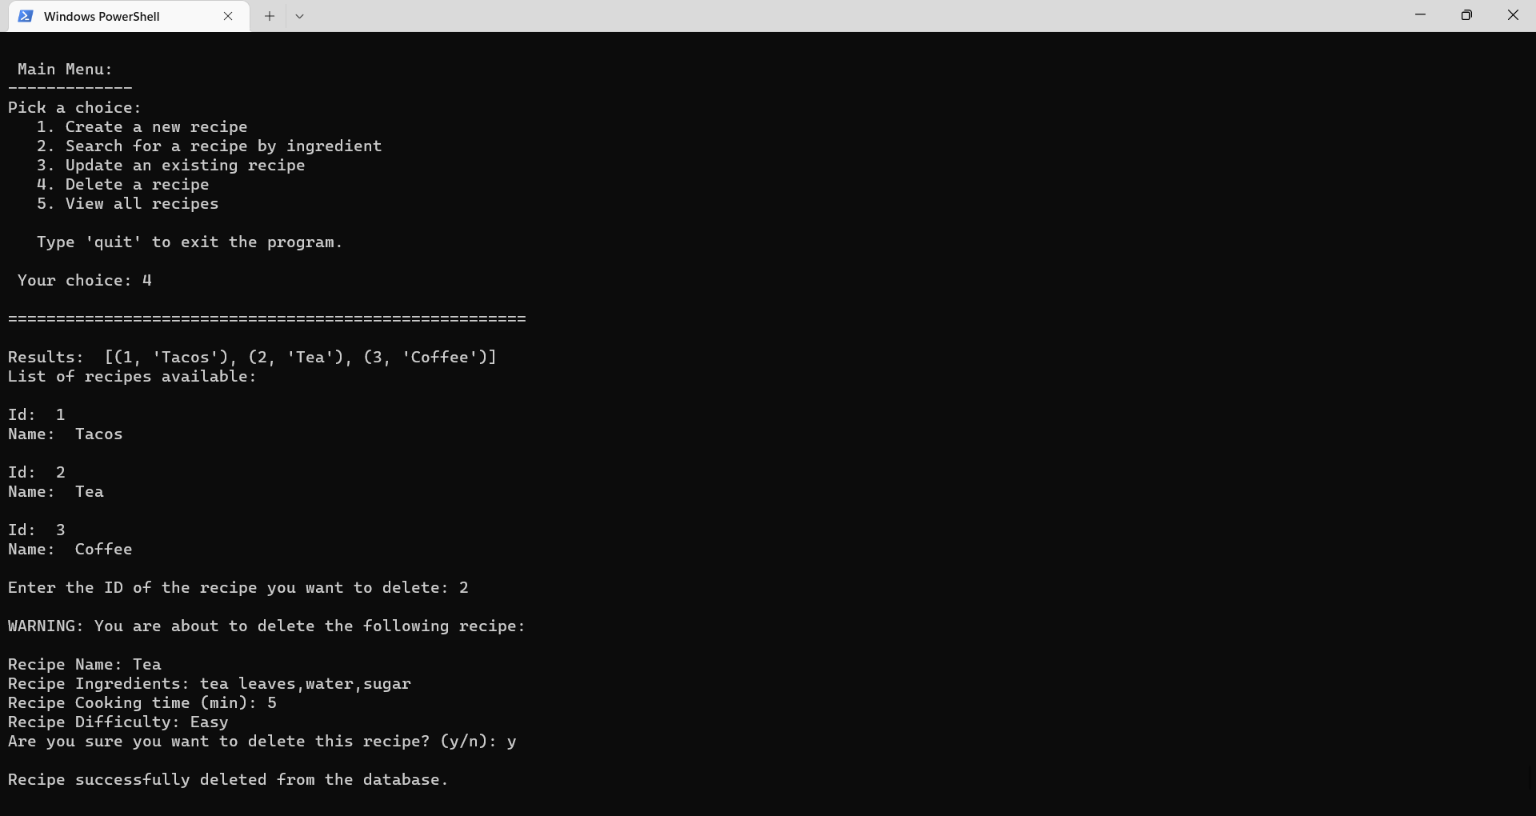 Windows PowerShell
Main Menu:
-------------
Pick a choice:
1. Create a new recipe
2. Search for a recipe by ingredient
3. Update an existing recipe
4. Delete a recipe
5. View all recipes
Type 'quit' to exit the program.
Your choice: 4
======================================================
Results:  [(1, 'Tacos'), (2, 'Tea'), (3, 'Coffee')]
List of recipes available:
Id:  1
Name:  Tacos
Id:  2
Name:  Tea
Id:  3
Name:  Coffee
Enter the ID of the recipe you want to delete: 2
WARNING: You are about to delete the following recipe:
Recipe Name: Tea
Recipe Ingredients: tea leaves,water,sugar
Recipe Cooking time (min): 5
Recipe Difficulty: Easy
Are you sure you want to delete this recipe? (y/n): y
Recipe successfully deleted from the database.